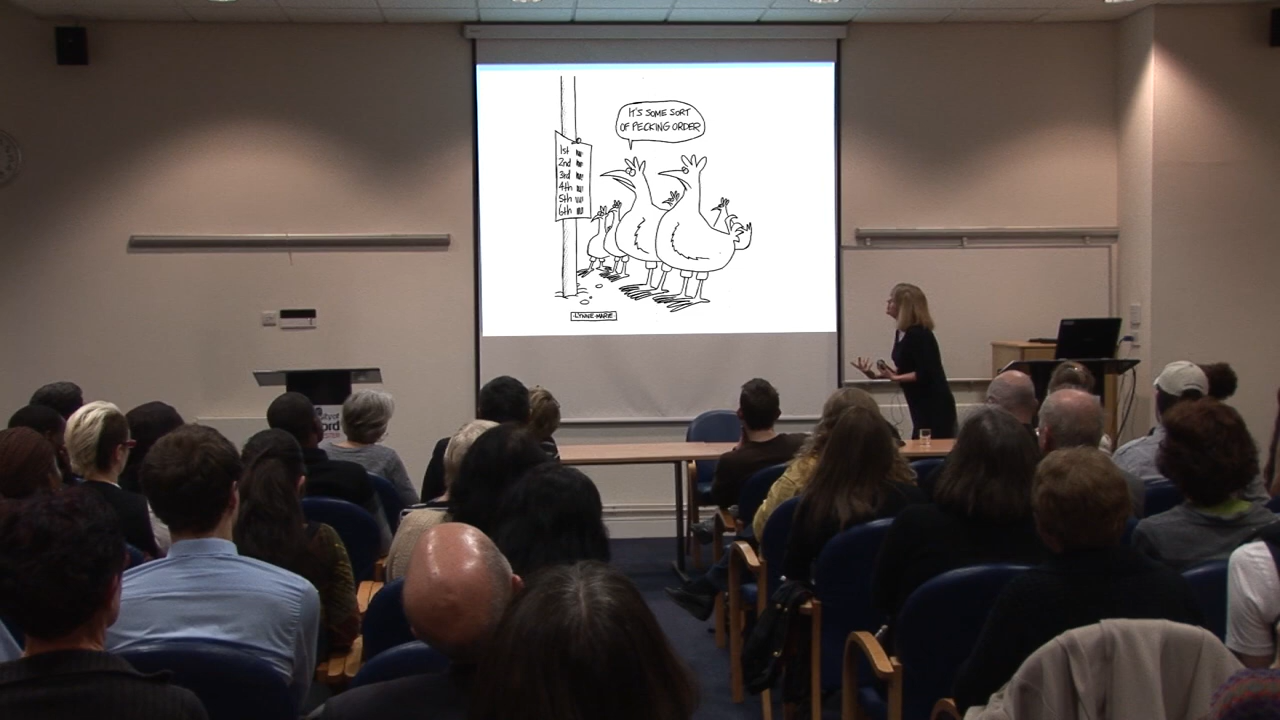 IT'S SOME SORT
OF PECKING ORDER
1st
2nd
3rd
4th
5th
6th
LYNNE MARIE